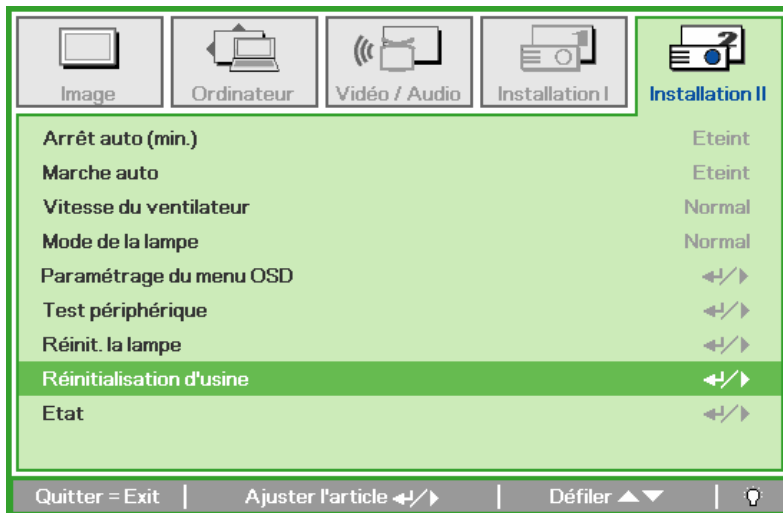 Image Ordinateur Vidéo / Audio Installation I Installation II
Arrêt auto (min.) Eteint
Marche auto Eteint
Vitesse du ventilateur Normal
Mode de la lampe Normal
Paramétrage du menu OSD
Test périphérique
Réinit. la lampe
Réinitialisation d'usine
Etat
Quitter = Exit Ajuster l'article Défiler